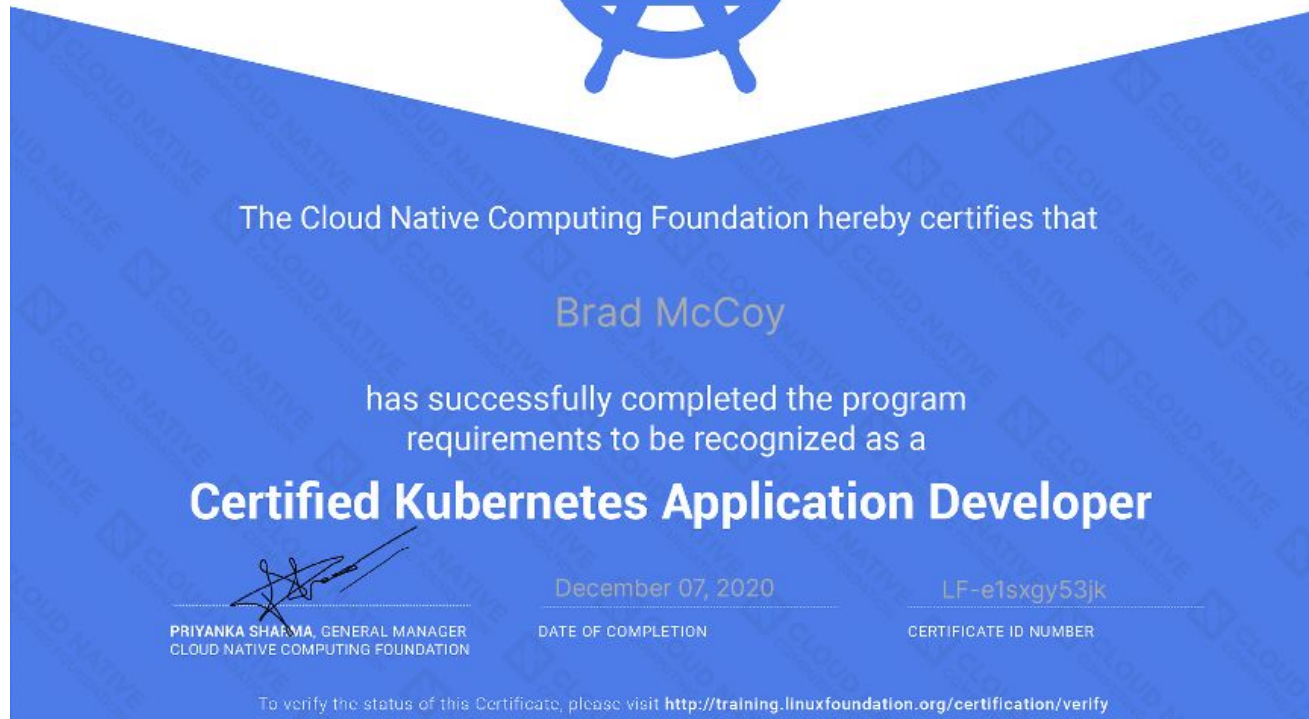 The Cloud Native Computing Foundation hereby certifies that
Brad McCoy
has successfully completed the program
requirements to be recognized as a
Certified Kubernetes Application Developer
December 07, 2020
LF-e1sxgy53jk
PRIYANKA SHARMA, GENERAL MANAGER
CLOUD NATIVE COMPUTING FOUNDATION
DATE OF COMPLETION
CERTIFICATE ID NUMBER
To verify the status of this Certificate, please visit http://training.linuxfoundation.org/certification/verify